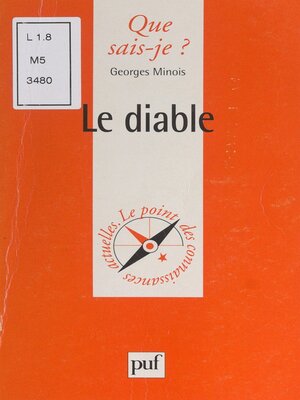 L 1.8
M5
3480
Que
sais-je ?
Georges Minois
Le diable
Le point des connaissances actuelles.
puf